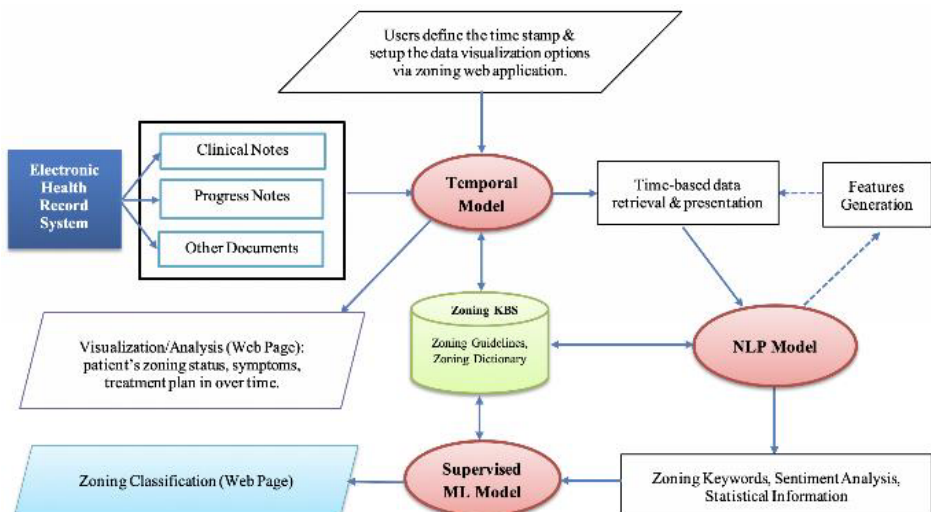 Users define the time stamp &
setup the data visualization options
via zoning web application.
Electronic
Health
Record
System
Clinical Notes
Progress Notes
Other Documents
Temporal
Model
Time-based data
retrieval & presentation
Features
Generation
Visualization/Analysis (Web Page):
patient's zoning status, symptoms,
treatment plan in over time.
Zoning KBS
Zoning Guidelines,
Zoning Dictionary
NLP Model
Zoning Classification (Web Page)
Supervised
ML Model
Zoning Keywords, Sentiment Analysis,
Statistical Information